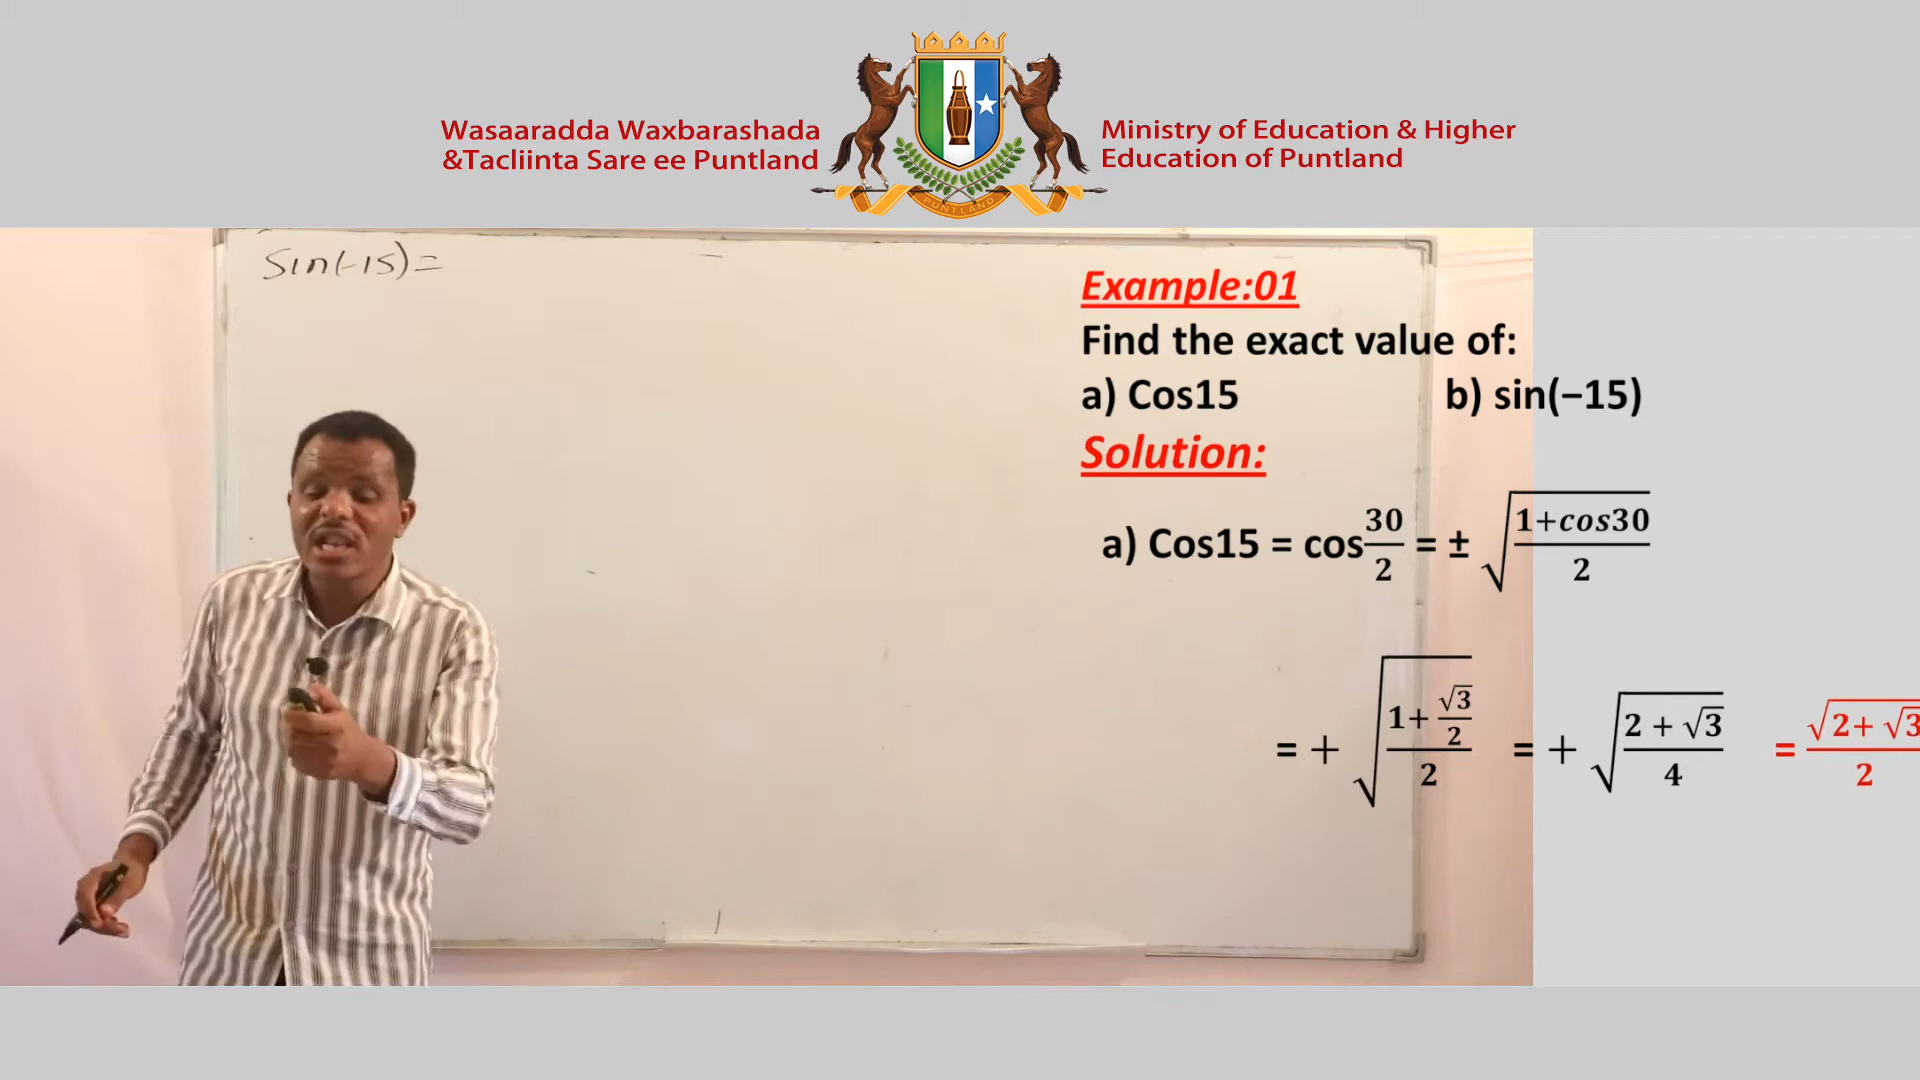 Wasaaradda Waxbarashada
&Tacliinta Sare ee Puntland
Ministry of Education & Higher
Education of Puntland
PUNTLAND
Sin(-15)=
Example:01
Find the exact value of:
a) Cos15 b) sin(−15)
Solution:
a) Cos15 = cos 30/2 = ± √((1+cos30)/2)
= + √((1+ √3/2)/2) = + √((2 + √3)/4) = √(2+ √3)/2